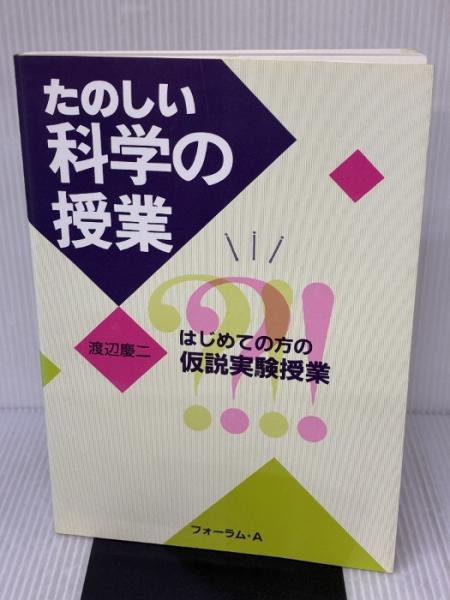 たのしい
科学の
授業
???!!
渡辺慶二
はじめての方の
仮説実験授業
フォーラム・A